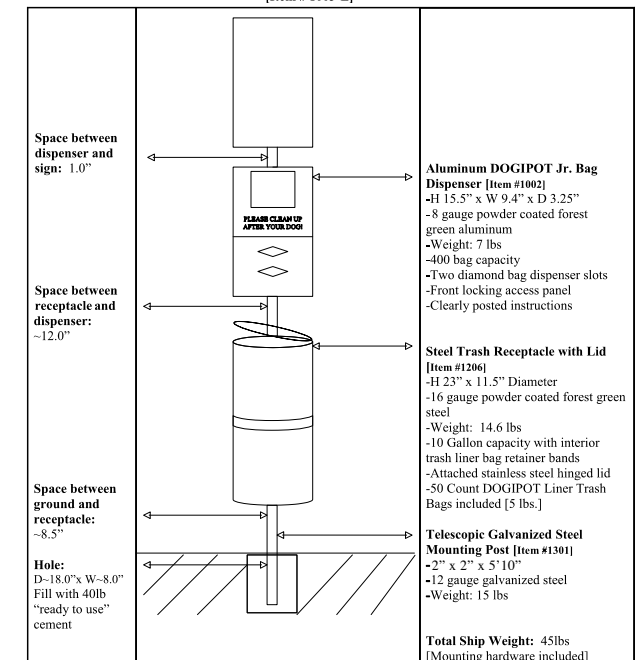 Space between
dispenser and
sign: 1.0”
Space between
receptacle and
dispenser:
~12.0”
Space between
ground and
receptacle:
~8.5”
Hole:
D~18.0”x W~8.0”
Fill with 40lb
“ready to use”
cement
PLEASE CLEAN UP
AFTER YOUR DOG!
Aluminum DOGIPOT Jr. Bag
Dispenser [Item #1002]
-H 15.5” x W 9.4” x D 3.25”
-8 gauge powder coated forest
green aluminum
-Weight: 7 lbs
-400 bag capacity
-Two diamond bag dispenser slots
-Front locking access panel
-Clearly posted instructions
Steel Trash Receptacle with Lid
[Item #1206]
-H 23” x 11.5” Diameter
-16 gauge powder coated forest green
steel
-Weight: 14.6 lbs
-10 Gallon capacity with interior
trash liner bag retainer bands
-Attached stainless steel hinged lid
-50 Count DOGIPOT Liner Trash
Bags included [5 lbs.]
Telescopic Galvanized Steel
Mounting Post [Item #1301]
-2” x 2” x 5’10”
-12 gauge galvanized steel
-Weight: 15 lbs
Total Ship Weight: 45lbs
[Mounting hardware included]